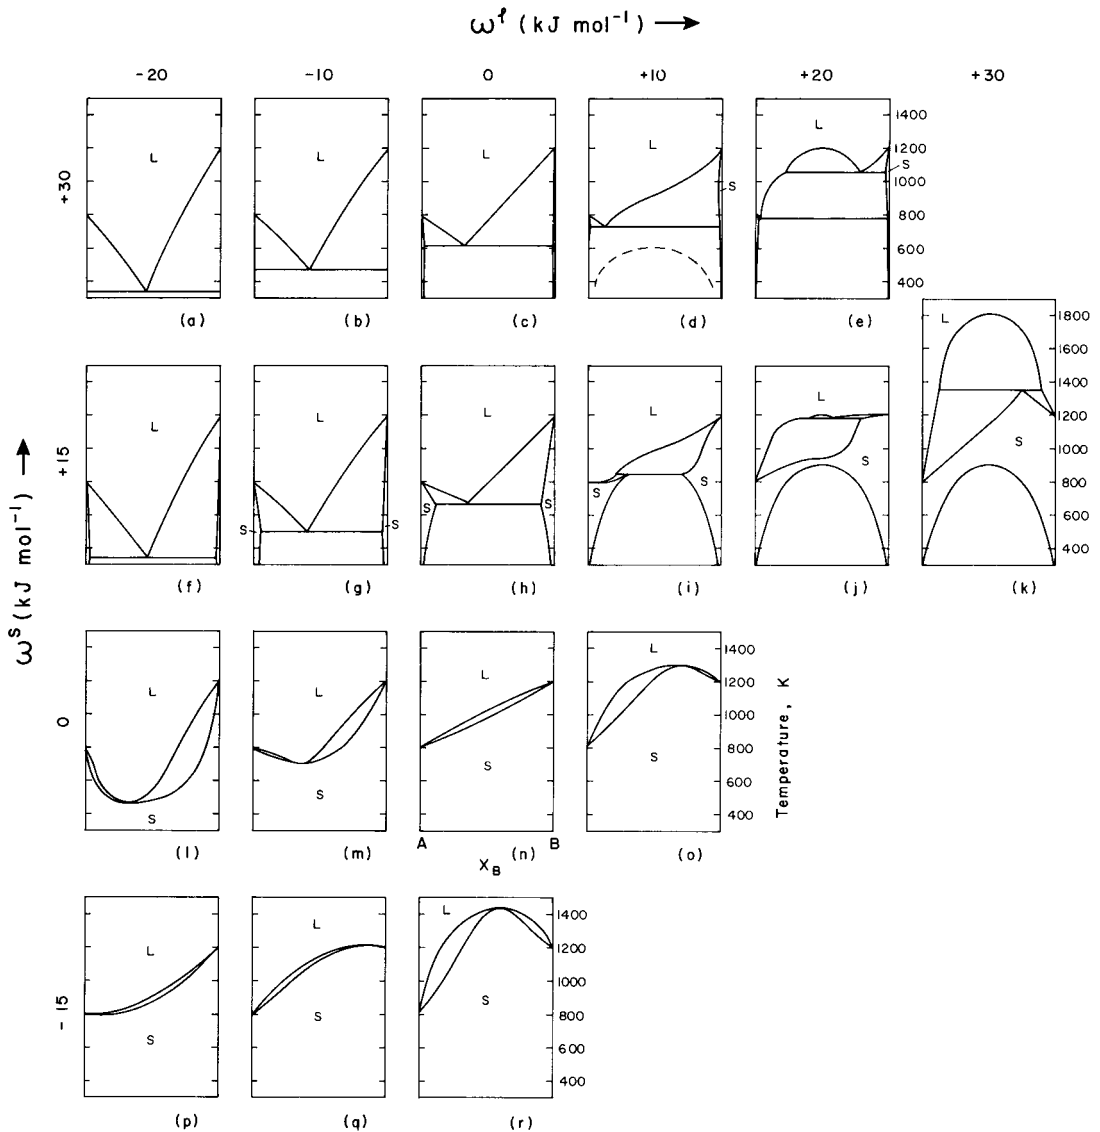 ω^ℓ (kJ mol⁻¹) →
-20 -10 0 +10 +20 +30
ω^S (kJ mol⁻¹) →
+30
L L L L L
S S
1400
1200
1000
800
600
400
(a) (b) (c) (d) (e)
+15
L L L L L L
S S S S S S S S
1800
1600
1400
1200
1000
800
600
400
(f) (g) (h) (i) (j) (k)
0
L L L L
S S S S
1400
1200
1000
800
600
400
Temperature, K
A B
X_B
(l) (m) (n) (o)
-15
L L L
S S S
1400
1200
1000
800
600
400
(p) (q) (r)